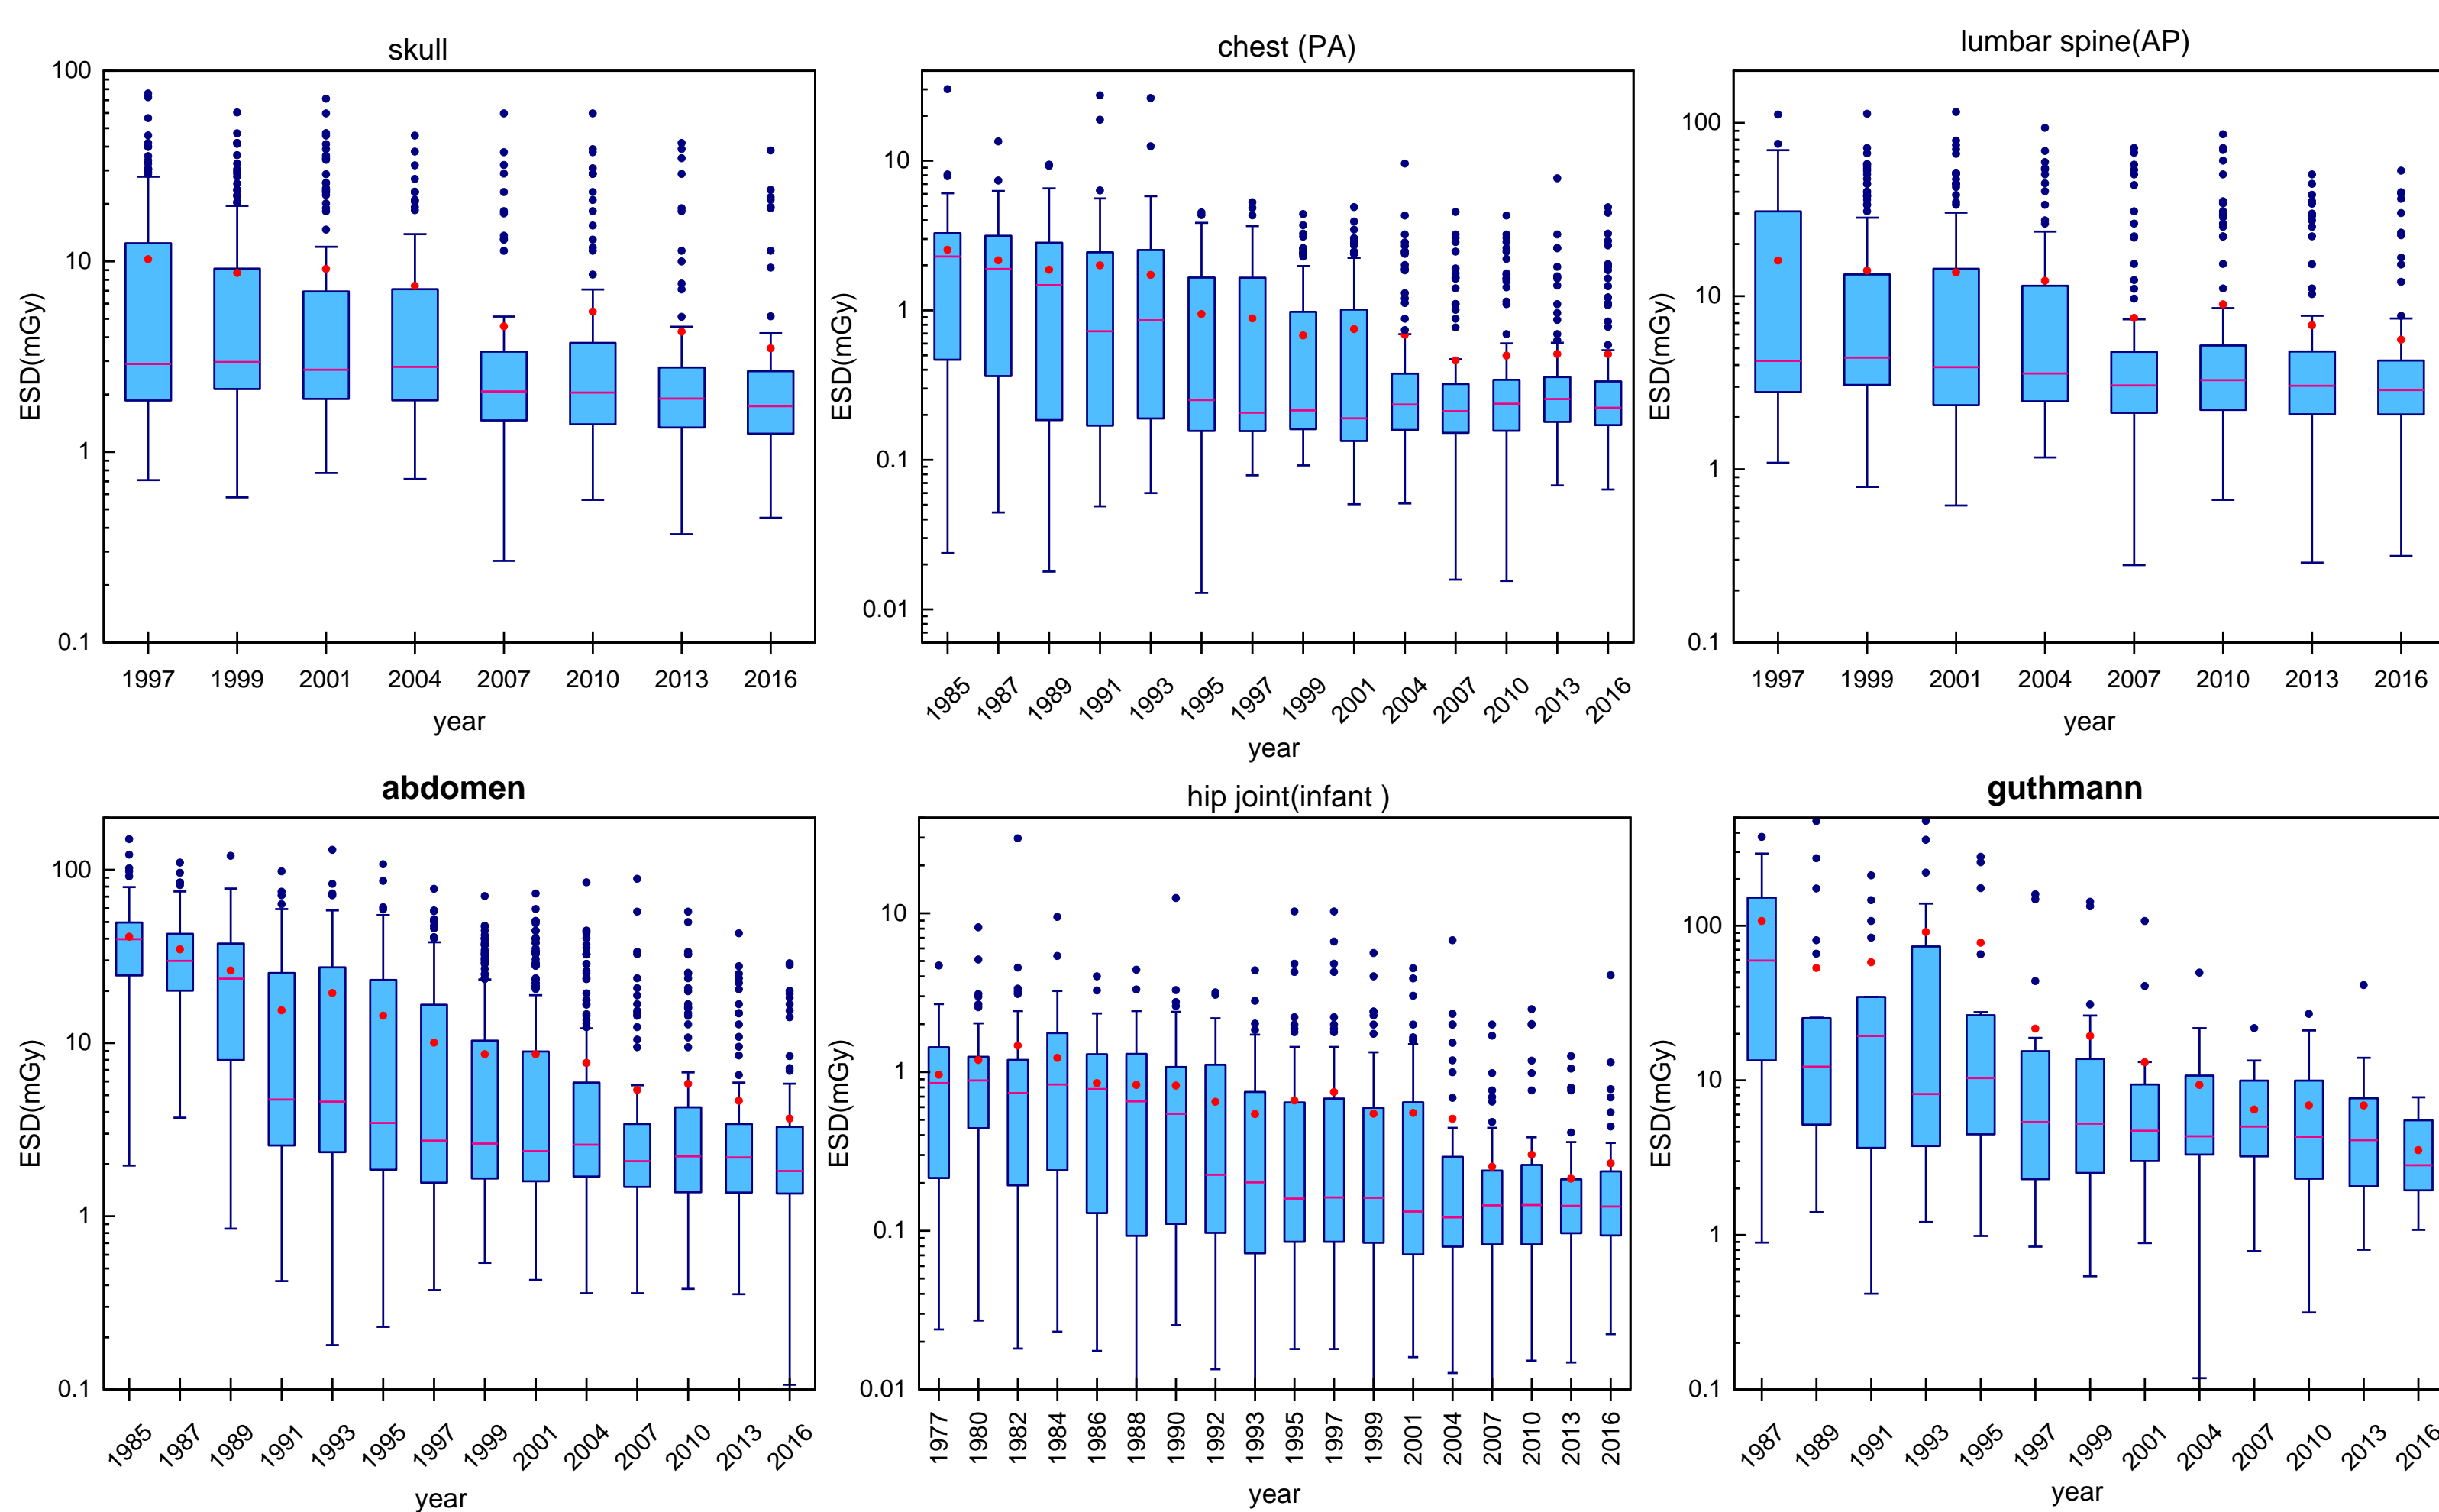 skull
100
10
1
0.1
ESD(mGy)
1997 1999 2001 2004 2007 2010 2013 2016
year
chest (PA)
10
1
0.1
0.01
ESD(mGy)
1985 1987 1989 1991 1993 1995 1997 1999 2001 2004 2007 2010 2013 2016
year
lumbar spine(AP)
100
10
1
0.1
ESD(mGy)
1997 1999 2001 2004 2007 2010 2013 2016
year
abdomen
100
10
1
0.1
ESD(mGy)
1985 1987 1989 1991 1993 1995 1997 1999 2001 2004 2007 2010 2013 2016
year
hip joint(infant )
10
1
0.1
0.01
ESD(mGy)
1977 1980 1982 1984 1986 1988 1990 1992 1993 1995 1997 1999 2001 2004 2007 2010 2013 2016
year
guthmann
100
10
1
0.1
ESD(mGy)
1987 1989 1991 1993 1995 1997 1999 2001 2004 2007 2010 2013 2016
year